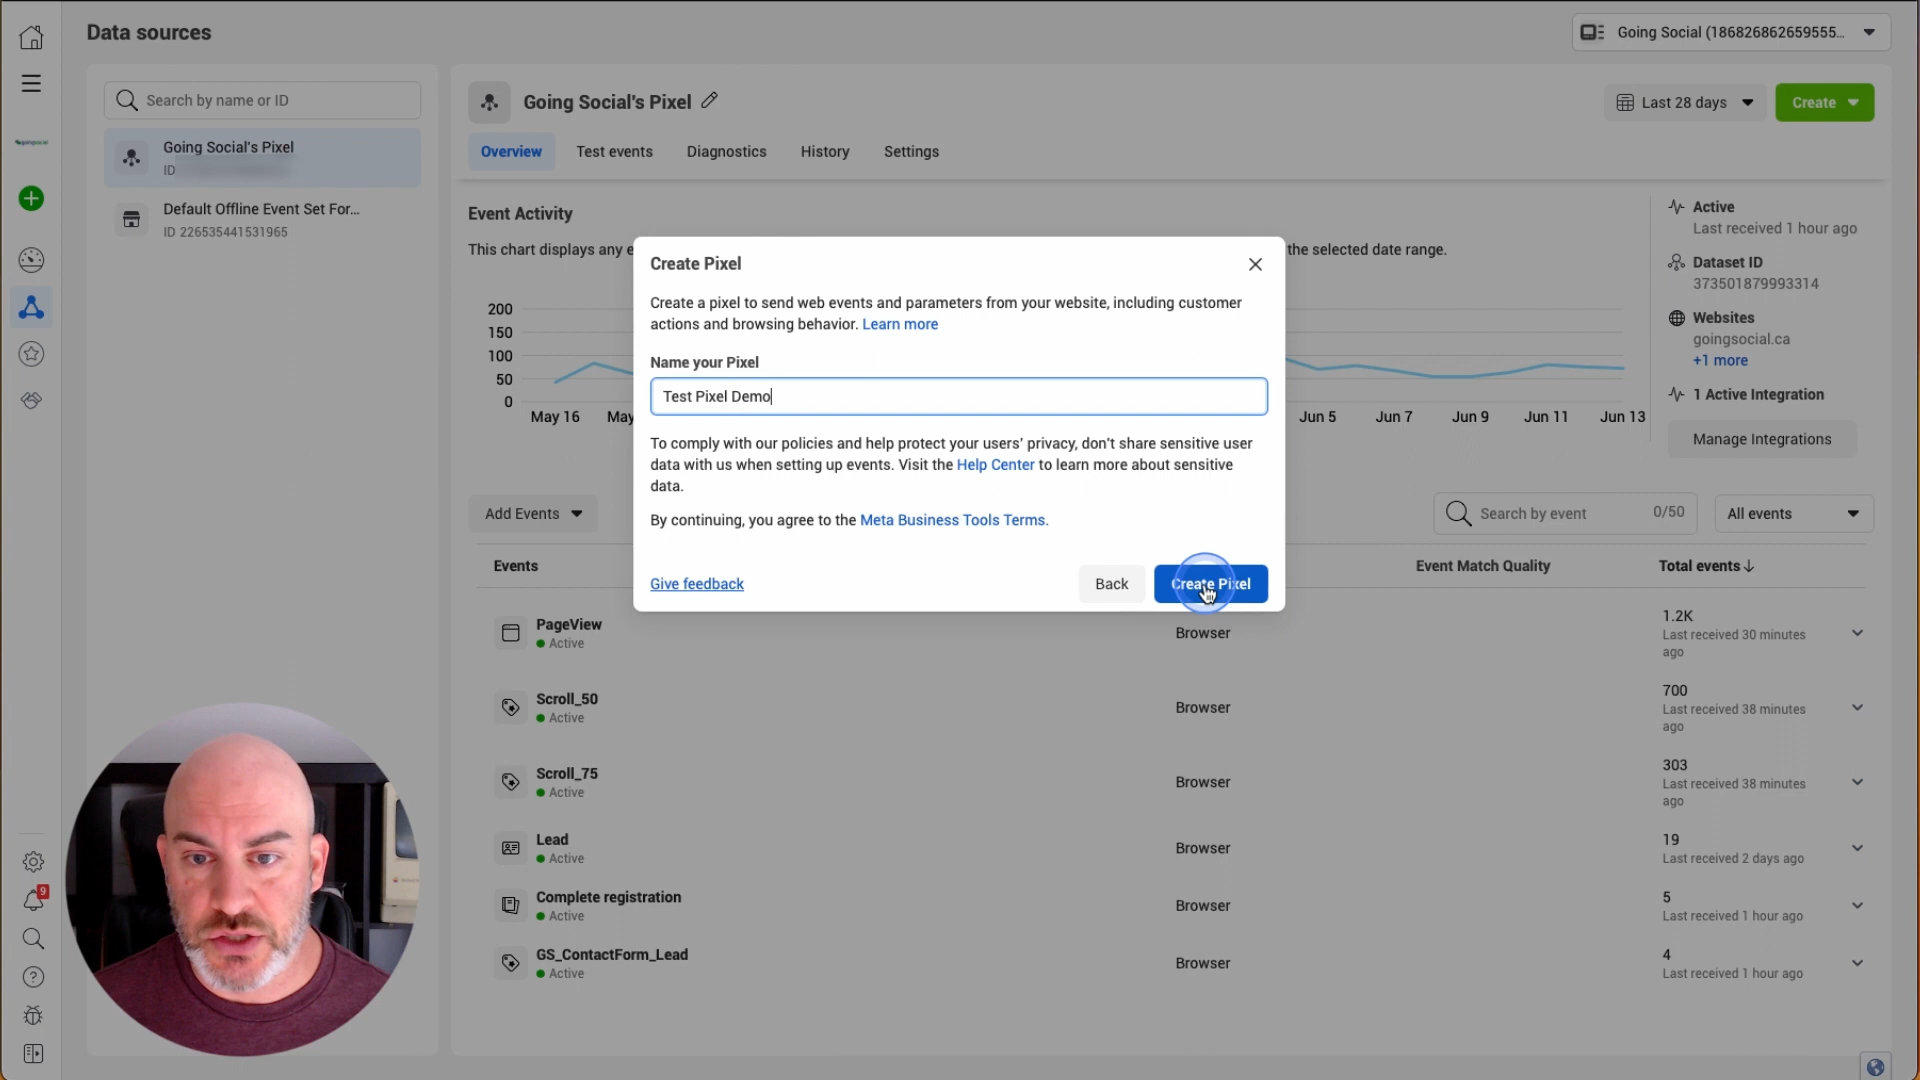 Data sources
Going Social (186826862659555...
Search by name or ID
Going Social's Pixel
ID
Default Offline Event Set For...
ID 226535441531965
Going Social's Pixel
Last 28 days
Create
Overview
Test events
Diagnostics
History
Settings
Event Activity
This chart displays any e
the selected date range.
200
150
100
50
0
May 16
May
Jun 5
Jun 7
Jun 9
Jun 11
Jun 13
Active
Last received 1 hour ago
Dataset ID
373501879993314
Websites
goingsocial.ca
+1 more
1 Active Integration
Manage Integrations
Create Pixel
Create a pixel to send web events and parameters from your website, including customer
actions and browsing behavior. Learn more
Name your Pixel
Test Pixel Demo
To comply with our policies and help protect your users' privacy, don't share sensitive user
data with us when setting up events. Visit the Help Center to learn more about sensitive
data.
By continuing, you agree to the Meta Business Tools Terms.
Give feedback
Back
Create Pixel
Add Events
Search by event
0/50
All events
Events
Event Match Quality
Total events
PageView
Active
Browser
1.2K
Last received 30 minutes
ago
Scroll_50
Active
Browser
700
Last received 38 minutes
ago
Scroll_75
Active
Browser
303
Last received 38 minutes
ago
Lead
Active
Browser
19
Last received 2 days ago
Complete registration
Active
Browser
5
Last received 1 hour ago
GS_ContactForm_Lead
Active
Browser
4
Last received 1 hour ago
9